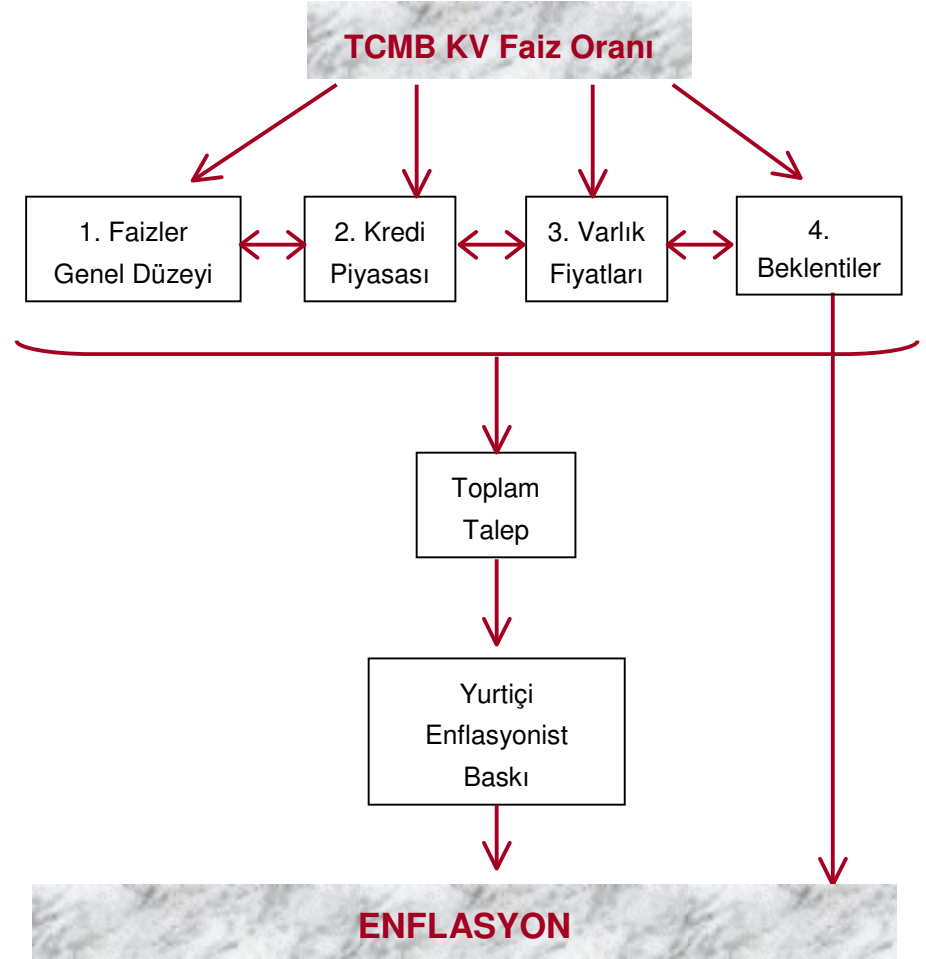 TCMB KV Faiz Oranı
1. Faizler
Genel Düzeyi
2. Kredi
Piyasası
3. Varlık
Fiyatları
4.
Beklentiler
Toplam
Talep
Yurtiçi
Enflasyonist
Baskı
ENFLASYON